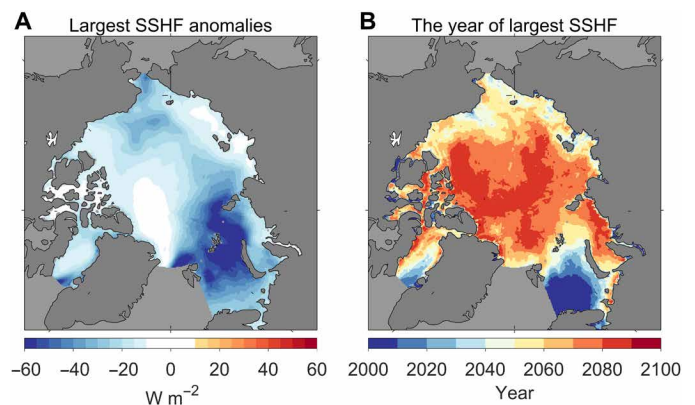 A Largest SSHF anomalies
B The year of largest SSHF
−60 −40 −20 0 20 40 60
W m−2
2000 2020 2040 2060 2080 2100
Year